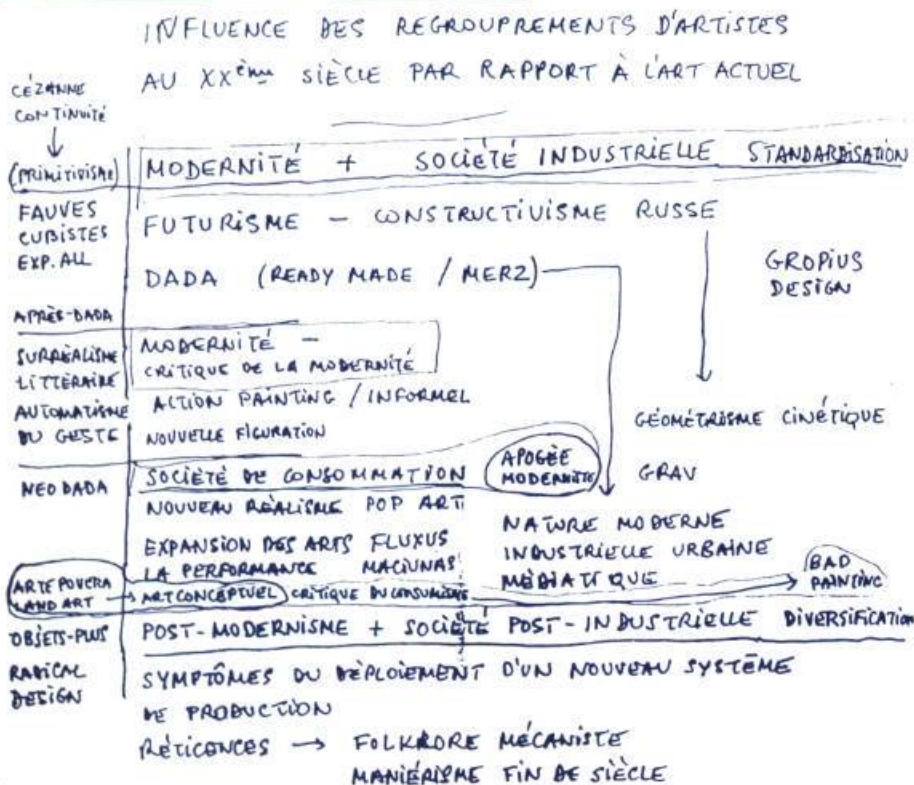 INFLUENCE DES REGROUPREMENTS D'ARTISTES
AU XXème SIÈCLE PAR RAPPORT À L'ART ACTUEL
CÉZANNE
CONTINUITÉ
(PRIMITIVISME)
MODERNITÉ + SOCIÉTÉ INDUSTRIELLE STANDARDISATION
FAUVES
CUBISTES
EXP. ALL
FUTURISME – CONSTRUCTIVISME RUSSE
DADA (READY MADE / MERZ)
GROPIUS
DESIGN
APRÈS-DADA
SURRÉALISME
LITTÉRAIRE
AUTOMATISME
DU GESTE
MODERNITÉ –
CRITIQUE DE LA MODERNITÉ
ACTION PAINTING / INFORMEL
NOUVELLE FIGURATION
GÉOMÉTRISME CINÉTIQUE
GRAV
NEO DADA
SOCIÉTÉ DE CONSOMMATION
APOGÉE
MODERNITÉ
NOUVEAU RÉALISME POP ART
EXPANSION DES ARTS FLUXUS
LA PERFORMANCE MACIUNAS
NATURE MODERNE
INDUSTRIELLE URBAINE
MÉDIATIQUE
BAD
PAINTING
ARTE POVERA
LAND ART → ART CONCEPTUEL CRITIQUE DU CONSUMISME
OBJETS-PLUS
RADICAL
DESIGN
POST-MODERNISME + SOCIÉTÉ POST-INDUSTRIELLE DIVERSIFICATION
SYMPTÔMES DU DÉPLOIEMENT D'UN NOUVEAU SYSTÈME
DE PRODUCTION
RÉTICENCES → FOLKRORE MÉCANISTE
MANIÉRISME FIN DE SIÈCLE